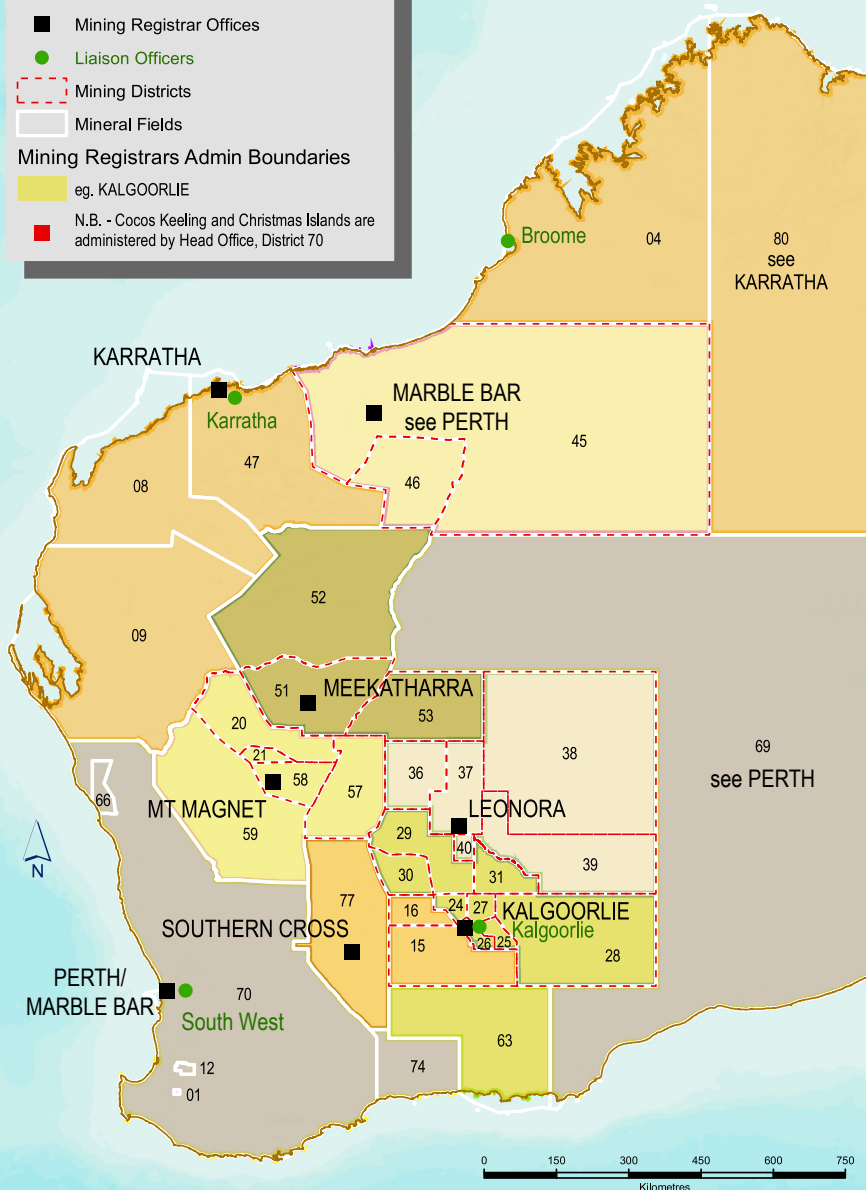 Mining Registrar Offices
Liaison Officers
Mining Districts
Mineral Fields
Mining Registrars Admin Boundaries
eg. KALGOORLIE
N.B. - Cocos Keeling and Christmas Islands are
administered by Head Office, District 70
Broome
04
80
see
KARRATHA
KARRATHA
Karratha
MARBLE BAR
see PERTH
45
46
47
08
52
09
51
MEEKATHARRA
53
20
21
58
57
36
37
38
69
see PERTH
66
MT MAGNET
59
LEONORA
29
40
39
30
31
77
16
24
27
KALGOORLIE
Kalgoorlie
SOUTHERN CROSS
15
26
25
28
PERTH/
MARBLE BAR
70
South West
63
12
74
01
N
0
150
300
450
600
750
Kilometres